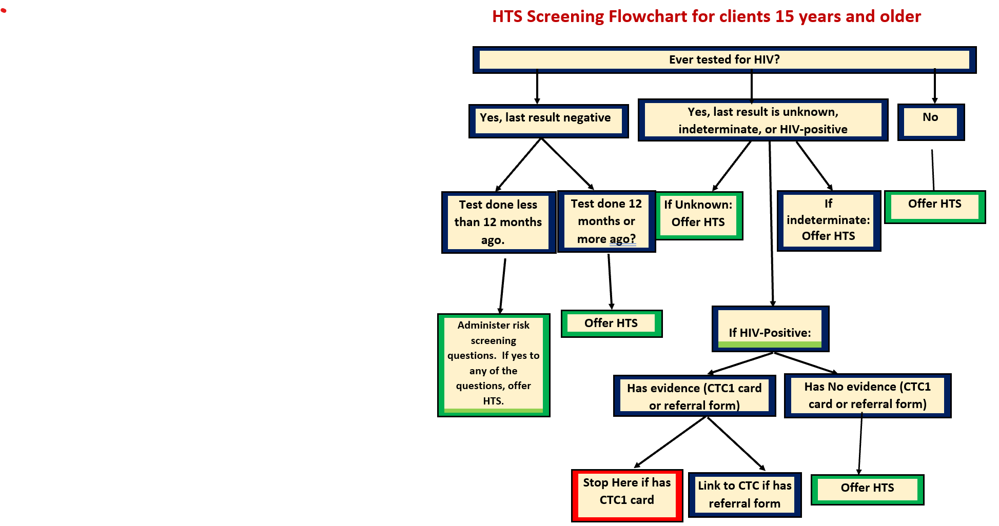 HTS Screening Flowchart for clients 15 years and older
Ever tested for HIV?
Yes, last result negative
Yes, last result is unknown,
indeterminate, or HIV-positive
No
Test done less
than 12 months
ago.
Test done 12
months or
more ago?
If Unknown:
Offer HTS
If
indeterminate:
Offer HTS
Offer HTS
Administer risk
screening
questions.  If yes to
any of the
questions, offer
HTS.
Offer HTS
If HIV-Positive:
Has evidence (CTC1 card
or referral form)
Has No evidence (CTC1
card or referral form)
Stop Here if has
CTC1 card
Link to CTC if has
referral form
Offer HTS